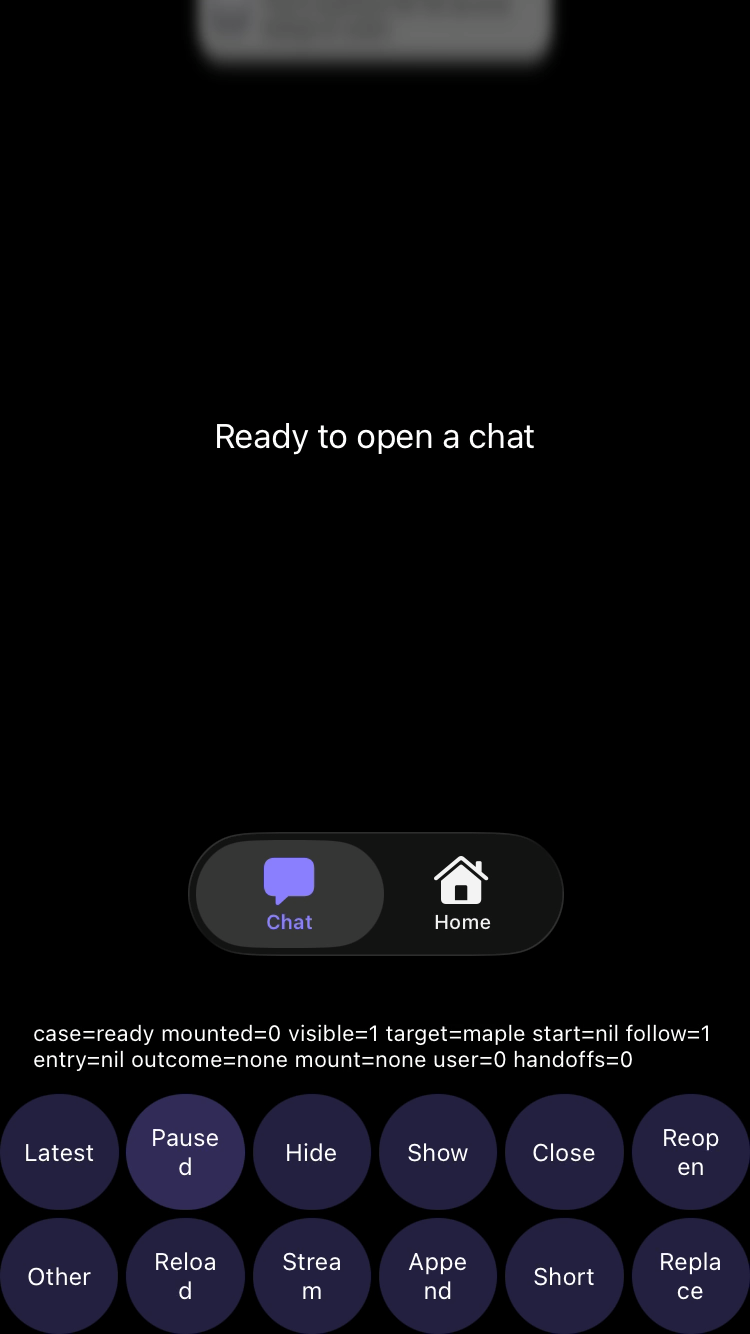 Ready to open a chat
Chat
Home
case=ready mounted=0 visible=1 target=maple start=nil follow=1
entry=nil outcome=none mount=none user=0 handoffs=0
Latest
Pause
d
Hide
Show
Close
Reop
en
Other
Reloa
d
Strea
m
Appe
nd
Short
Repla
ce